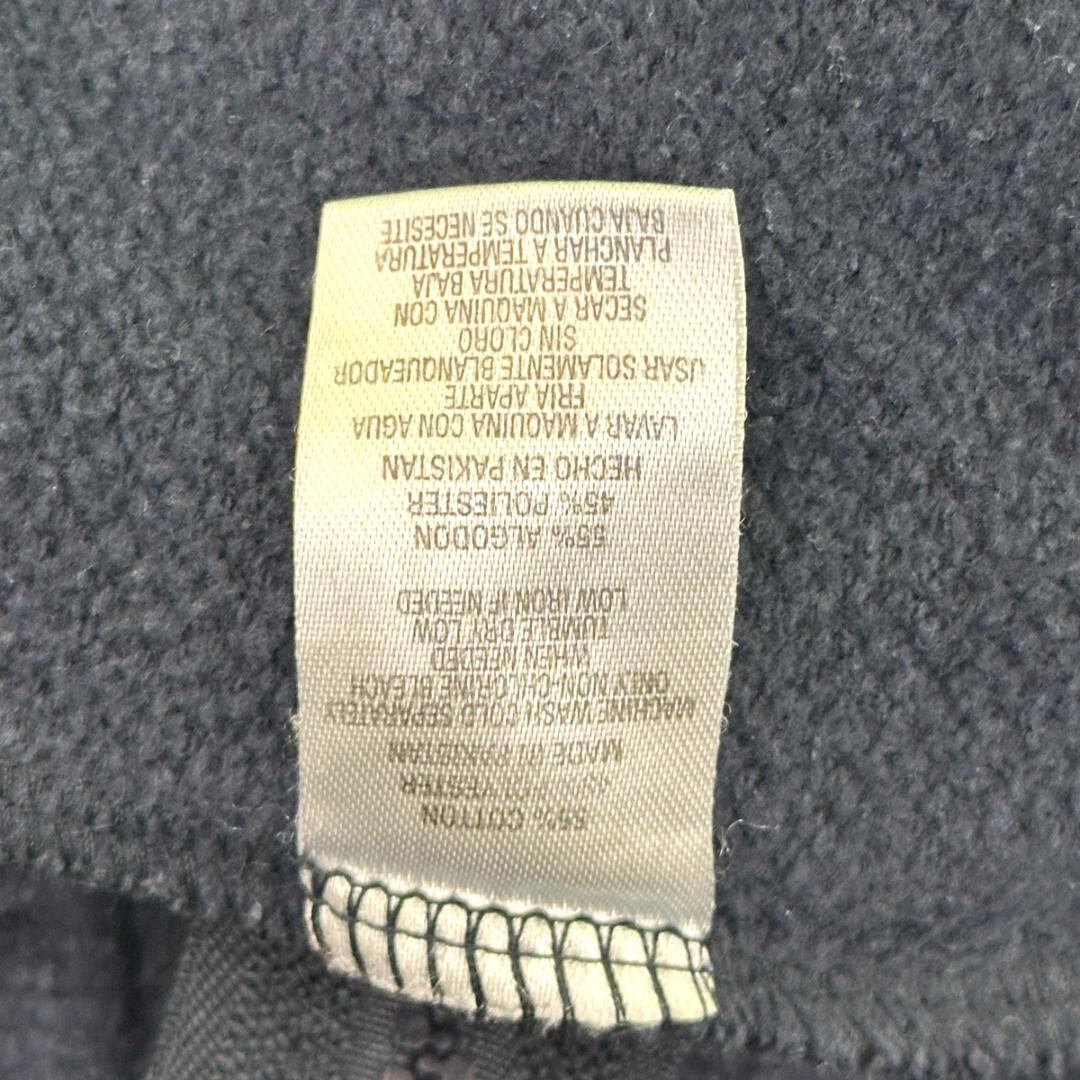 55% COTTON
45% POLYESTER
MADE IN PAKISTAN
MACHINE WASH COLD SEPARATELY
ONLY NON-CHLORINE BLEACH
WHEN NEEDED
TUMBLE DRY LOW
LOW IRON IF NEEDED
55% ALGODON
45% POLIESTER
HECHO EN PAKISTAN
LAVAR A MAQUINA CON AGUA
FRIA APARTE
USAR SOLAMENTE BLANQUEADOR
SIN CLORO
SECAR A MAQUINA CON
TEMPERATURA BAJA
PLANCHAR A TEMPERATURA
BAJA CUANDO SE NECESITE